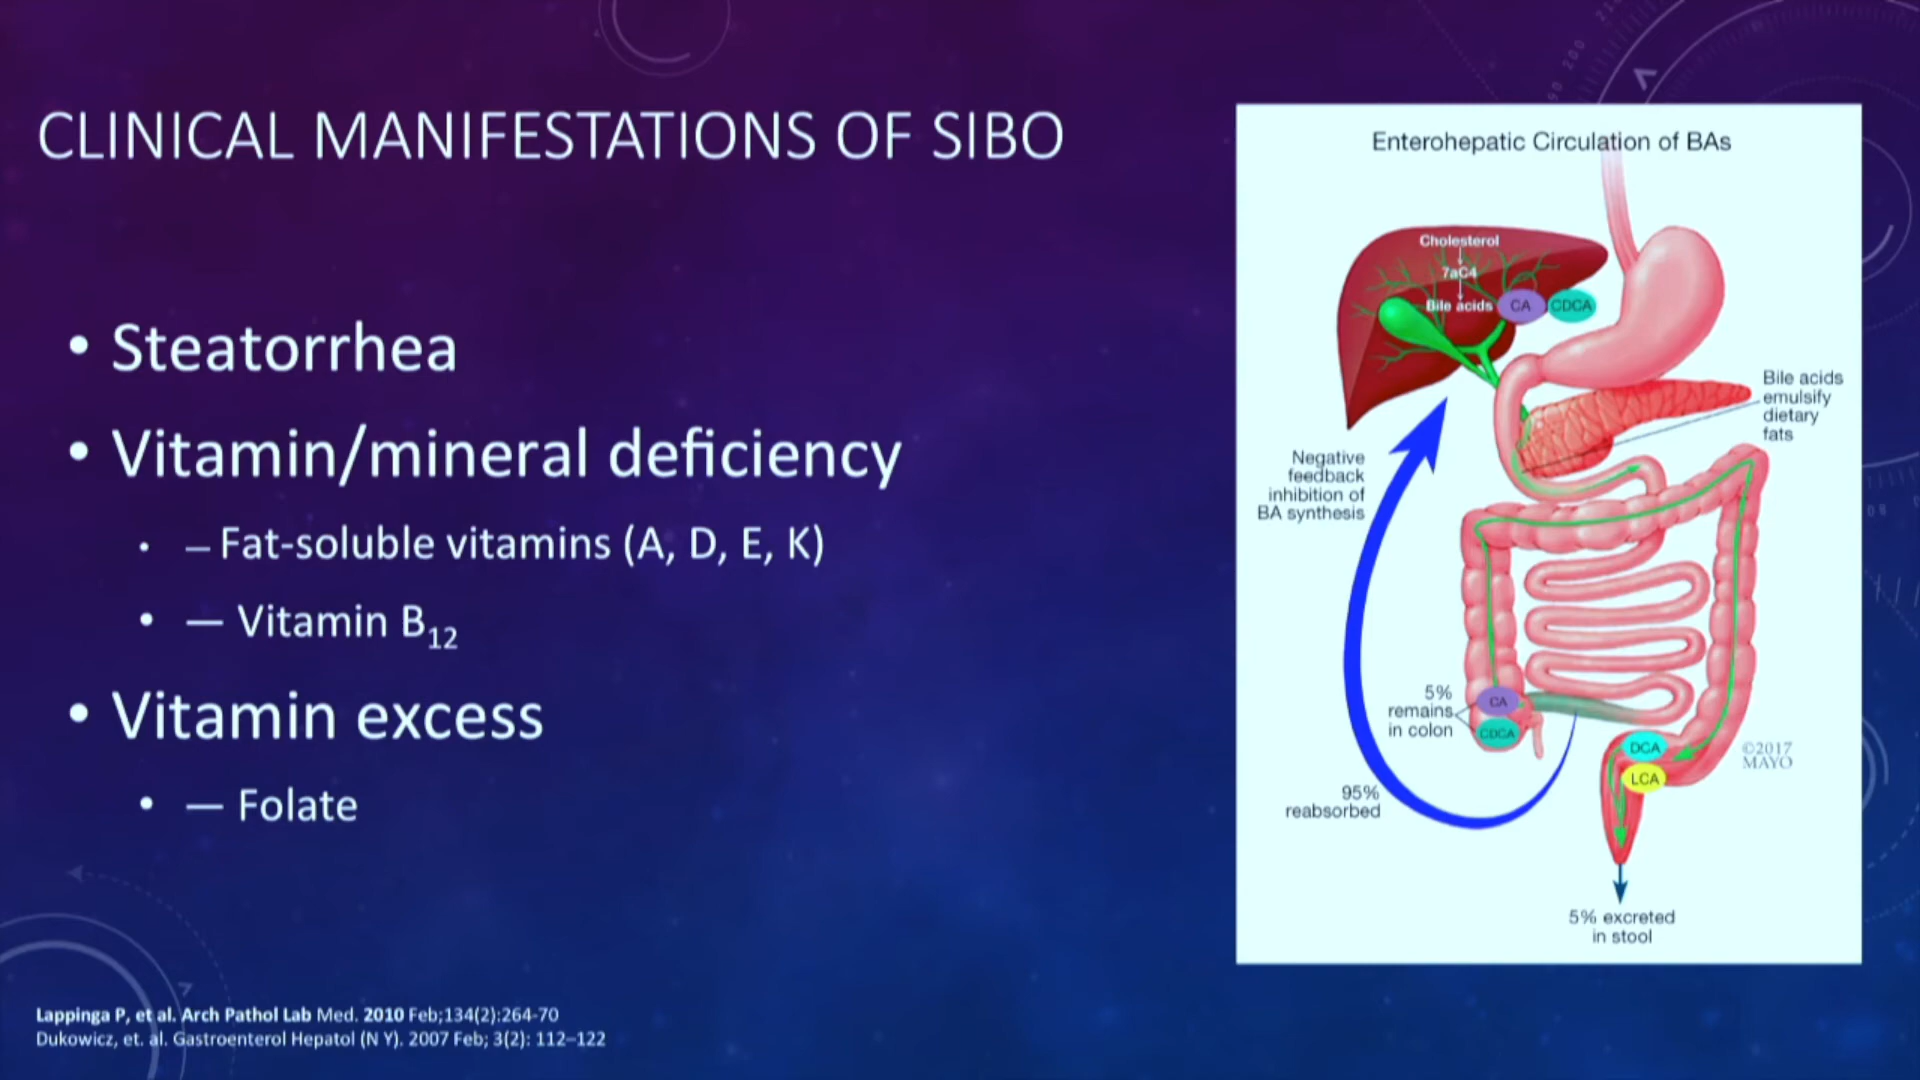 CLINICAL MANIFESTATIONS OF SIBO
• Steatorrhea
• Vitamin/mineral deficiency
• – Fat-soluble vitamins (A, D, E, K)
• — Vitamin B12
• Vitamin excess
• — Folate
Lappinga P, et al. Arch Pathol Lab Med. 2010 Feb;134(2):264-70
Dukowicz, et. al. Gastroenterol Hepatol (N Y). 2007 Feb; 3(2): 112–122
Enterohepatic Circulation of BAs
Cholesterol
7aC4
Bile acids CA CDCA
Bile acids
emulsify
dietary
fats
Negative
feedback
inhibition of
BA synthesis
5%
remains
in colon
CA
CDCA
DCA
LCA
©2017
MAYO
95%
reabsorbed
5% excreted
in stool